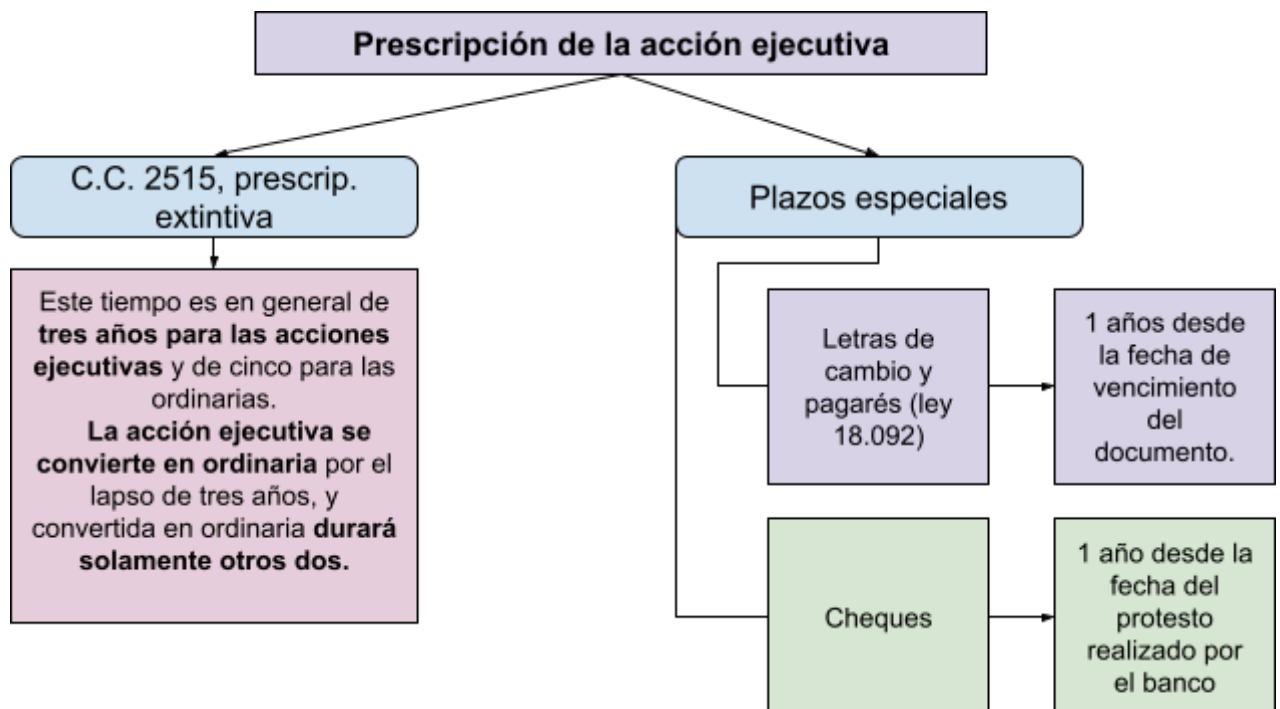 Prescripción de la acción ejecutiva
C.C. 2515, prescrip.
extintiva
Este tiempo es en general de
tres años para las acciones
ejecutivas y de cinco para las
ordinarias.
La acción ejecutiva se
convierte en ordinaria por el
lapso de tres años, y
convertida en ordinaria durará
solamente otros dos.
Plazos especiales
Letras de
cambio y
pagarés (ley
18.092)
1 años desde
la fecha de
vencimiento
del
documento.
Cheques
1 año desde la
fecha del
protesto
realizado por
el banco